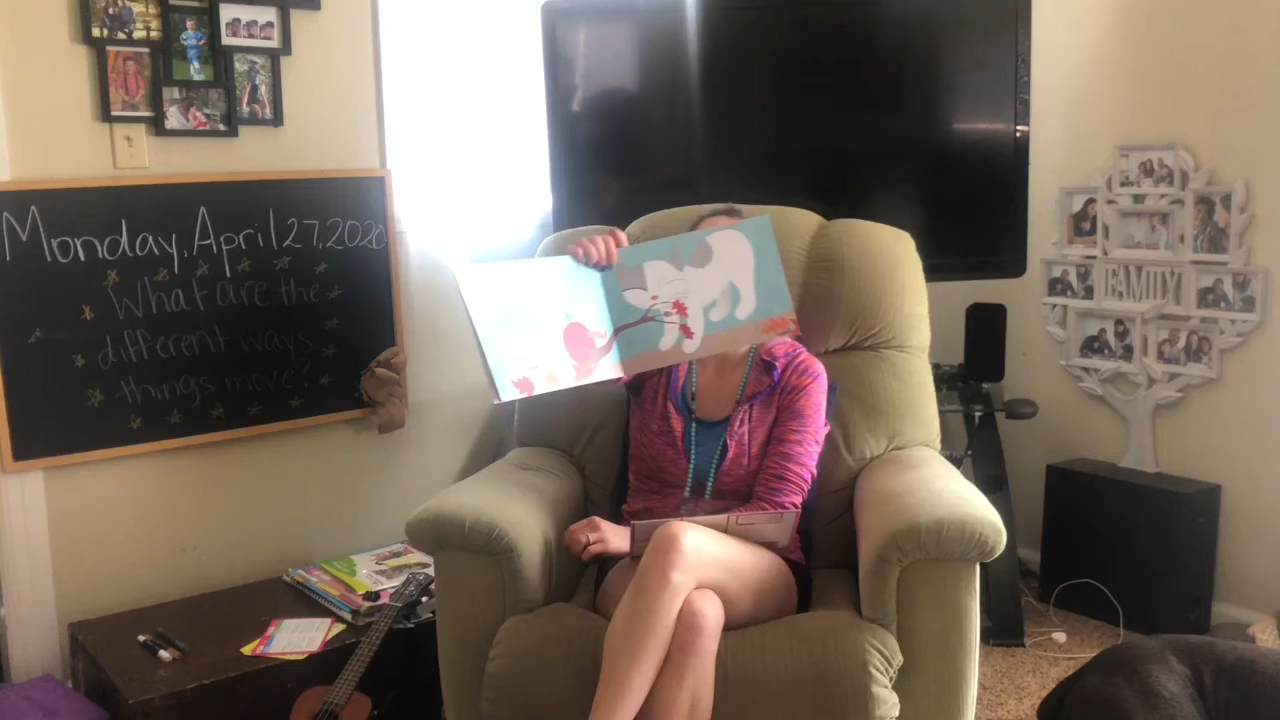 Monday, April 27, 2020
What are the
different ways
things move?
FAMILY